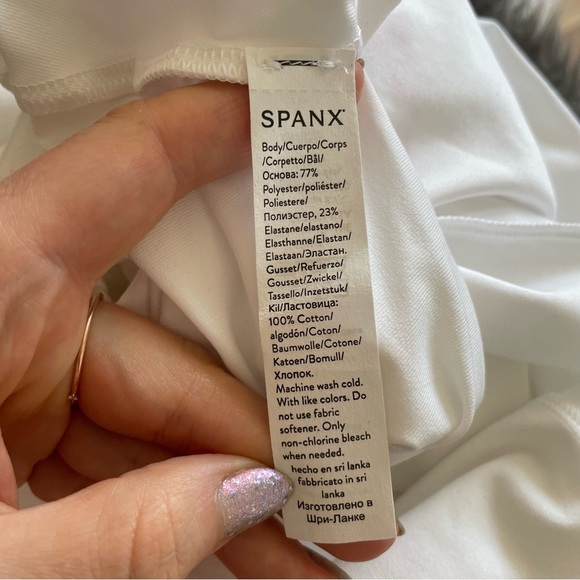 SPANX®
Body/Cuerpo/Corps
/Corpetto/Bål/
Основа: 77%
Polyester/poliéster/
Poliestere/
Полиэстер, 23%
Elastane/elastano/
Elasthanne/Elastan/
Elastaan/Эластан.
Gusset/Refuerzo/
Gousset/Zwickel/
Tassello/Inzetstuk/
Kil/Ластовица:
100% Cotton/
algodón/Coton/
Baumwolle/Cotone/
Katoen/Bomull/
Хлопок.
Machine wash cold.
With like colors. Do
not use fabric
softener. Only
non-chlorine bleach
when needed.
hecho en sri lanka
fabbricato in sri
lanka
Изготовлено в
Шри-Ланке